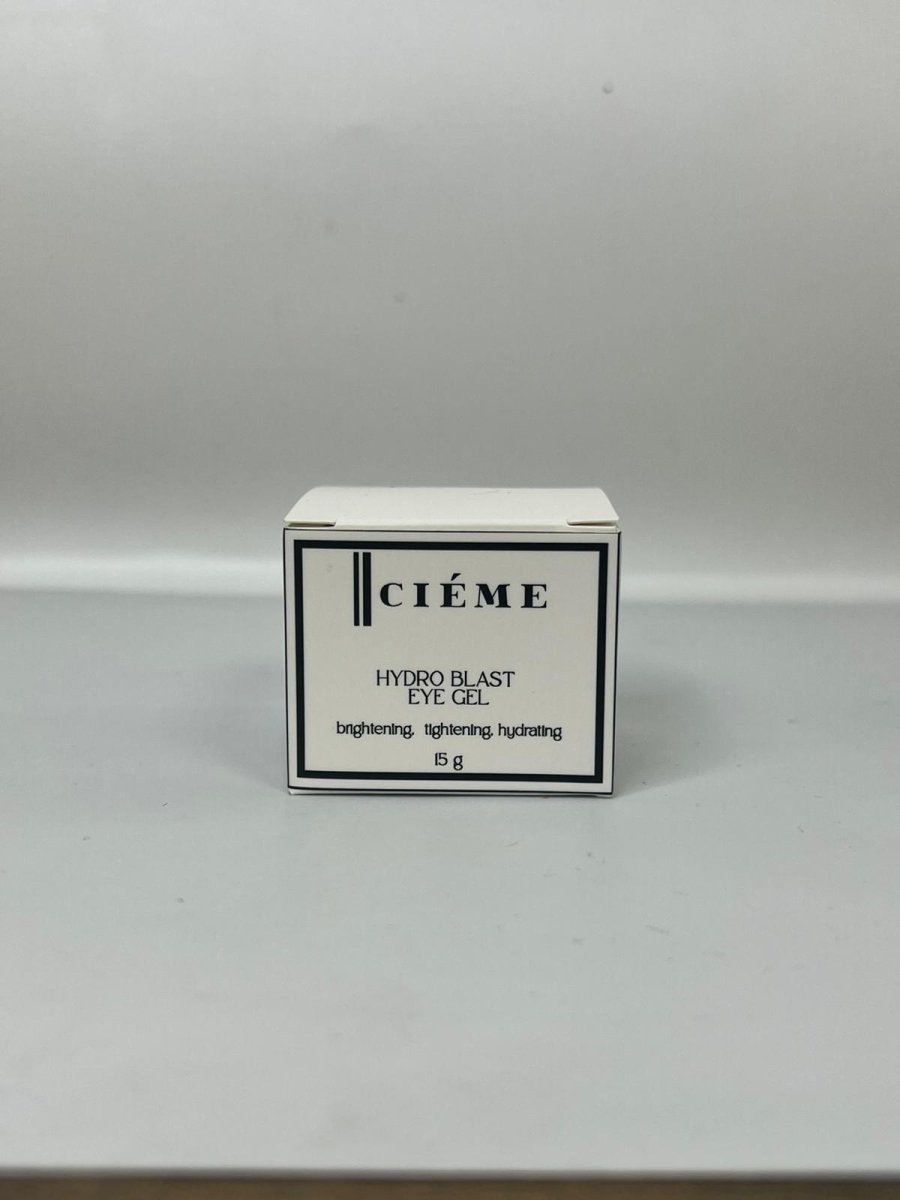 CIÉME
HYDRO BLAST
EYE GEL
brightening, tightening, hydrating
15 g